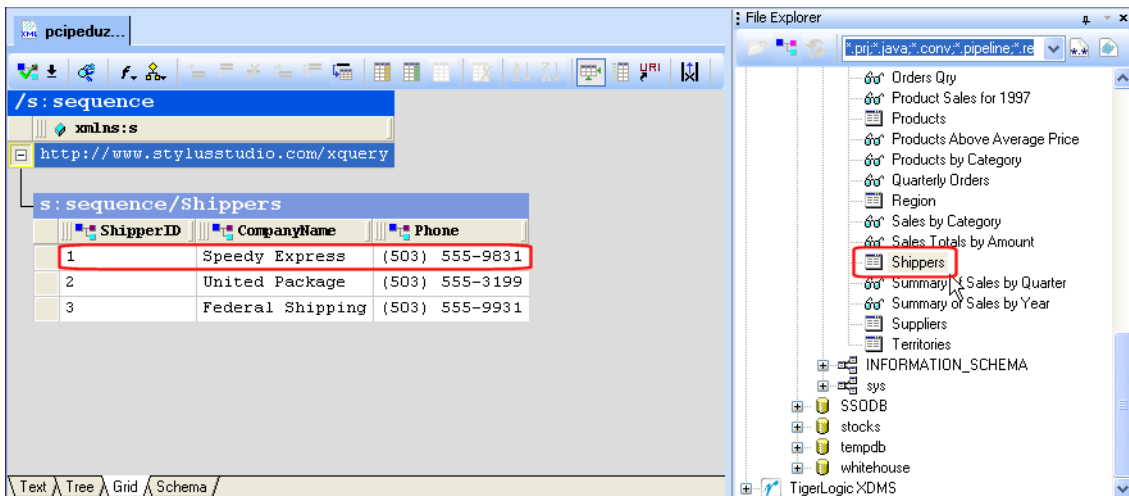 pcipeduz...
/s:sequence
xmlns:s
http://www.stylusstudio.com/xquery
s:sequence/Shippers
ShipperID CompanyName Phone
1 Speedy Express (503) 555-9831
2 United Package (503) 555-3199
3 Federal Shipping (503) 555-9931
Text Tree Grid Schema
File Explorer
*.prj;*.java;*.conv;*.pipeline;*.re
Orders Qry
Product Sales for 1997
Products
Products Above Average Price
Products by Category
Quarterly Orders
Region
Sales by Category
Sales Totals by Amount
Shippers
Summary of Sales by Quarter
Summary of Sales by Year
Suppliers
Territories
INFORMATION_SCHEMA
sys
SSODB
stocks
tempdb
whitehouse
TigerLogic XDMS